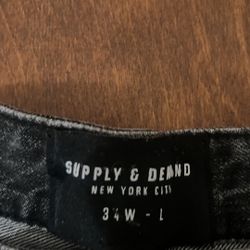 SUPPLY & DEMAND
NEW YORK CITY
34W - L